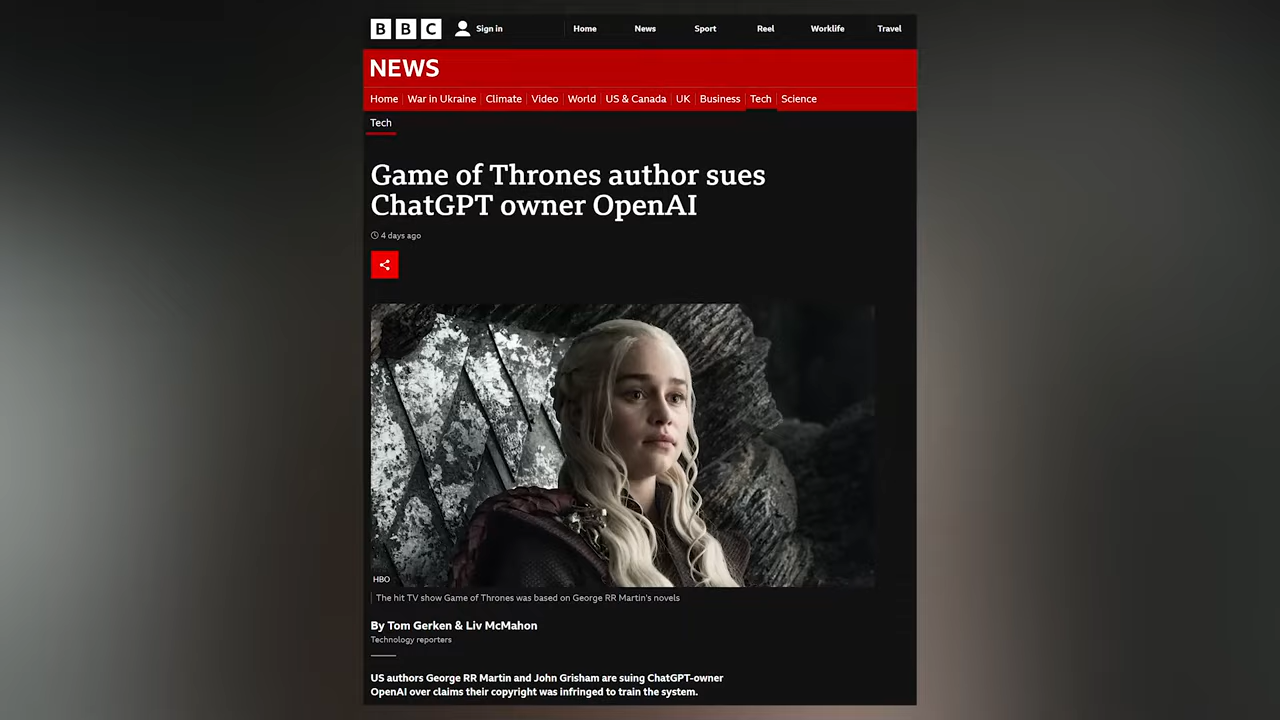 BBC Sign in Home News Sport Reel Worklife Travel
NEWS
Home War in Ukraine Climate Video World US & Canada UK Business Tech Science
Tech
Game of Thrones author sues
ChatGPT owner OpenAI
4 days ago
HBO
The hit TV show Game of Thrones was based on George RR Martin's novels
By Tom Gerken & Liv McMahon
Technology reporters
US authors George RR Martin and John Grisham are suing ChatGPT-owner
OpenAI over claims their copyright was infringed to train the system.